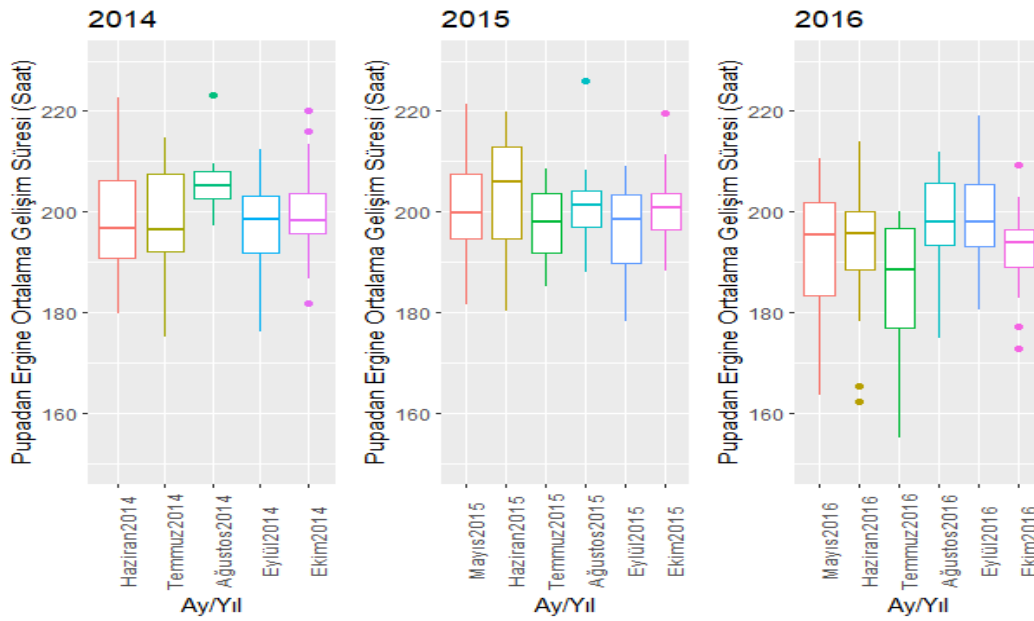 2014
Pupadan Ergine Ortalama Gelişim Süresi (Saat)
220
200
180
160
Haziran2014
Temmuz2014
Ağustos2014
Eylül2014
Ekim2014
Ay/Yıl
2015
Pupadan Ergine Ortalama Gelişim Süresi (Saat)
220
200
180
160
Mayıs2015
Haziran2015
Temmuz2015
Ağustos2015
Eylül2015
Ekim2015
Ay/Yıl
2016
Pupadan Ergine Ortalama Gelişim Süresi (Saat)
220
200
180
160
Mayıs2016
Haziran2016
Temmuz2016
Ağustos2016
Eylül2016
Ekim2016
Ay/Yıl